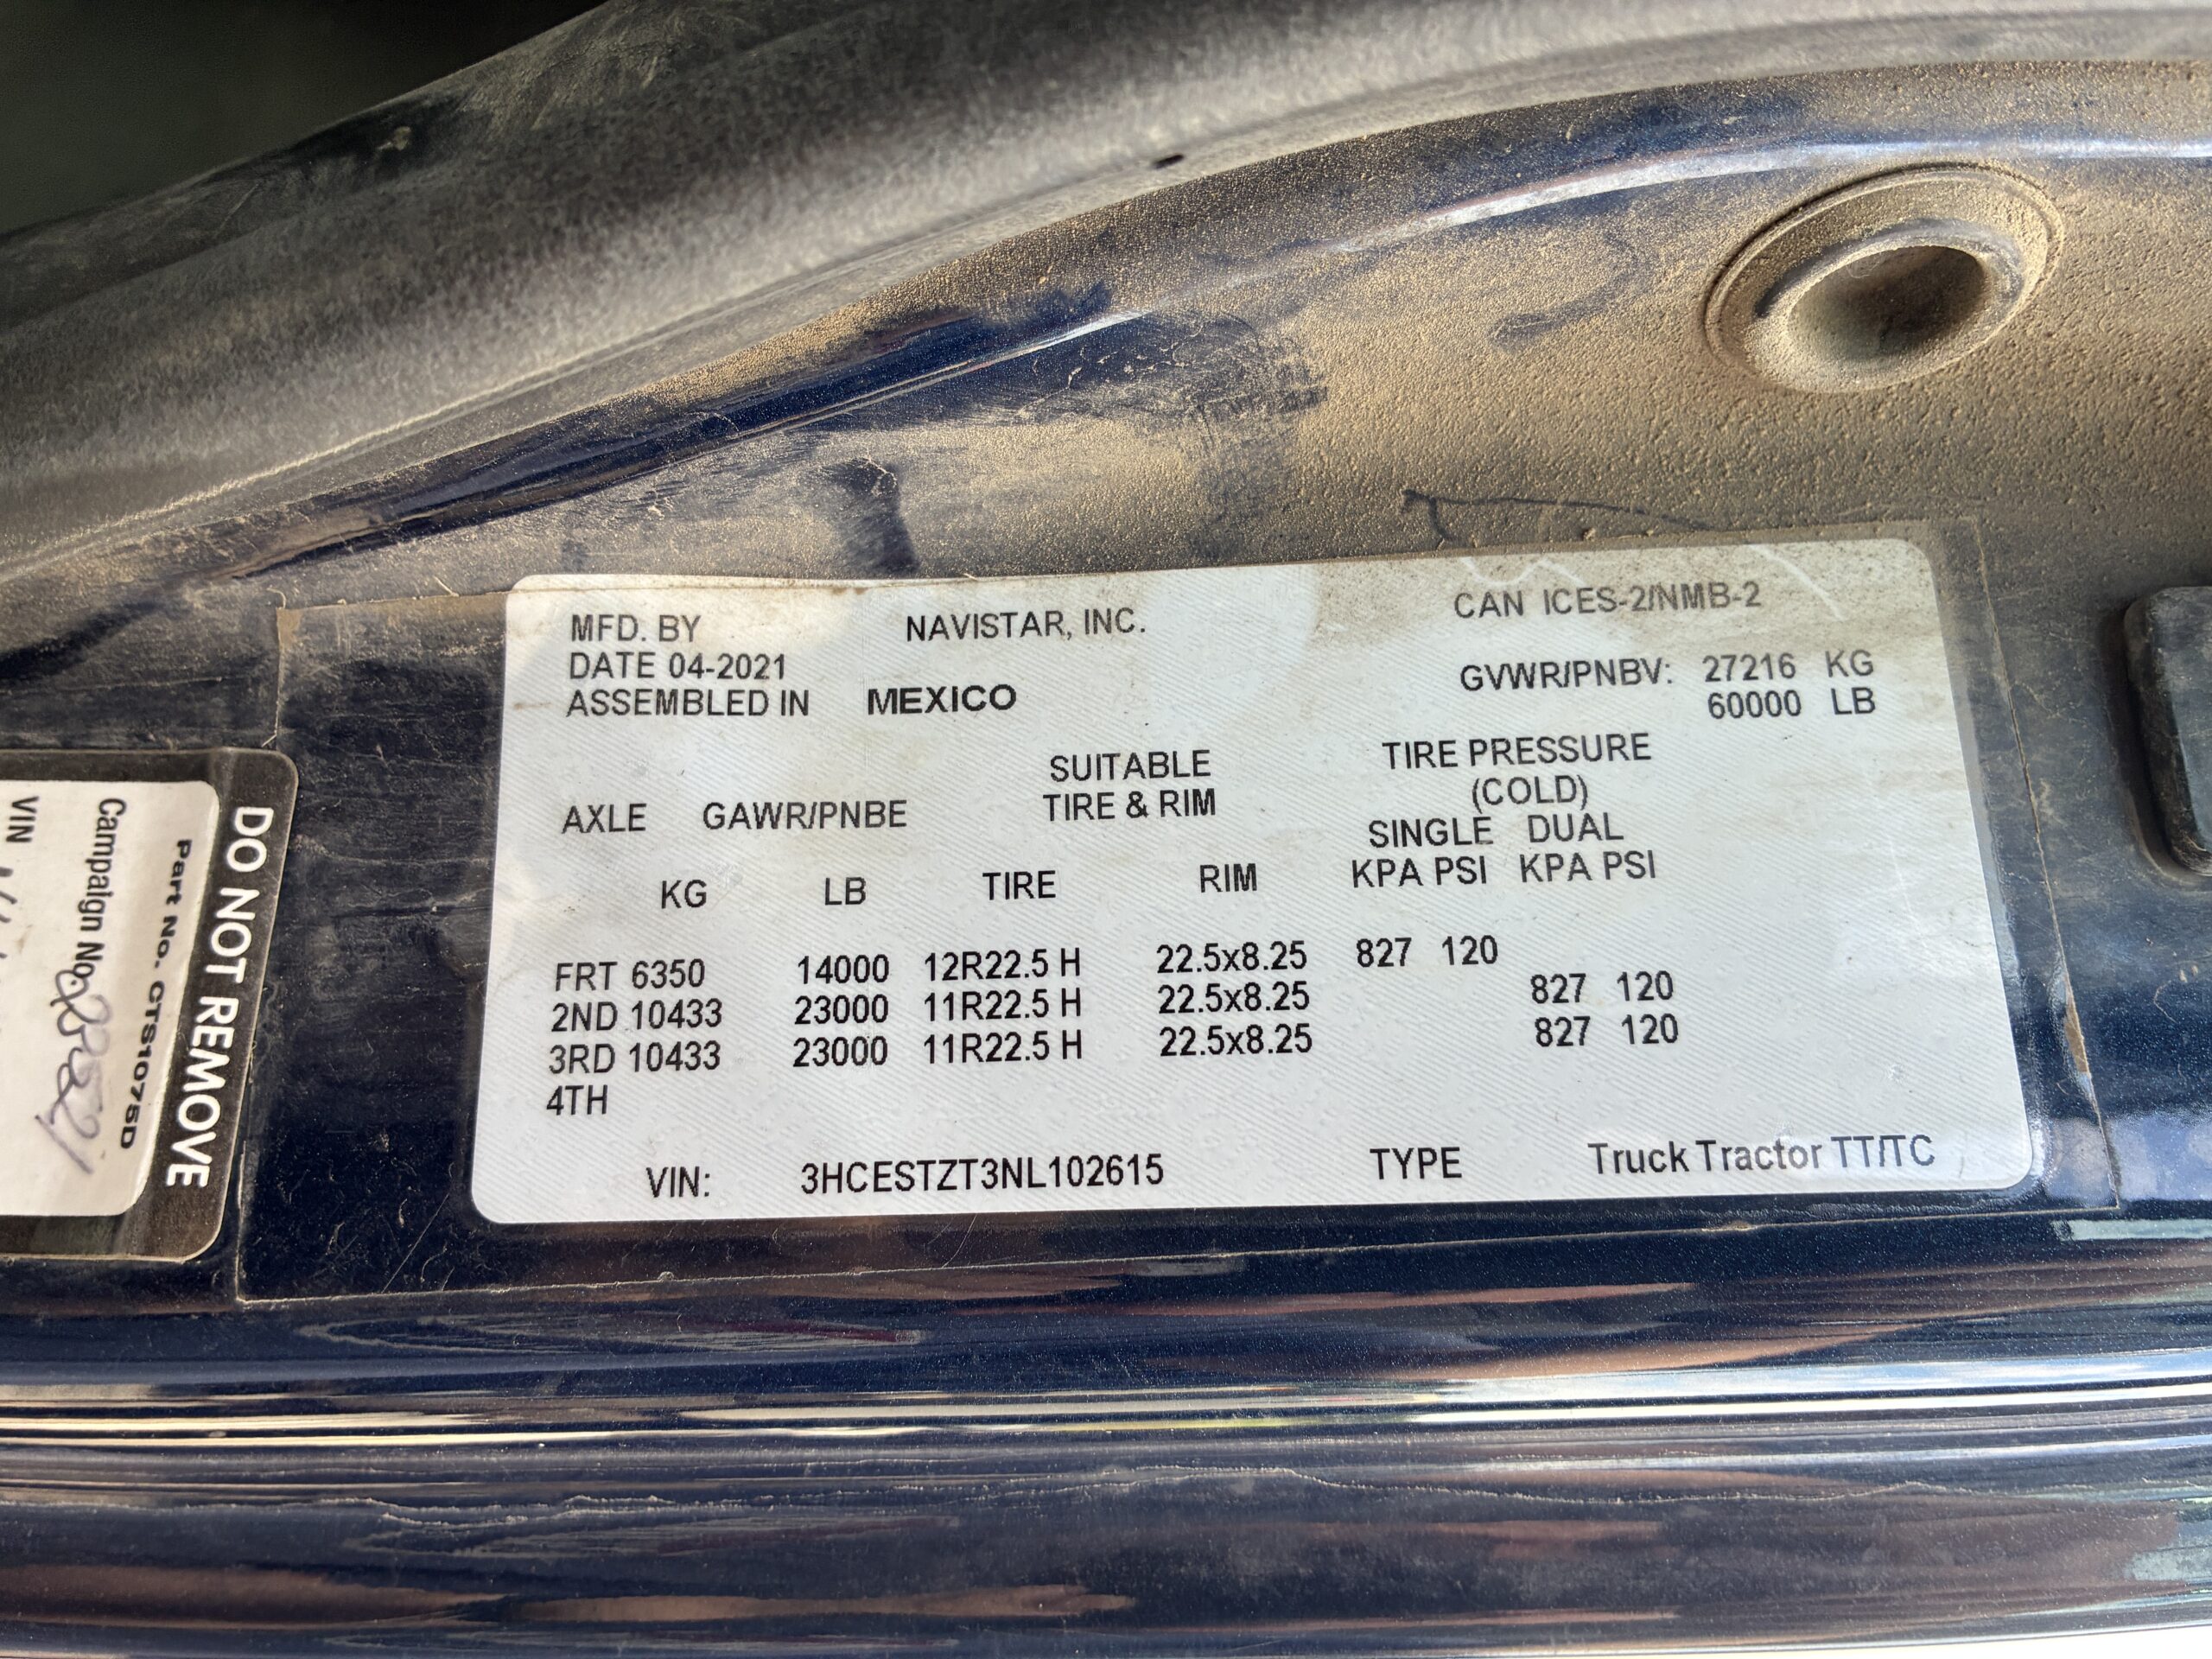 MFD. BY NAVISTAR, INC. CAN ICES-2/NMB-2
DATE 04-2021
ASSEMBLED IN MEXICO
GVWR/PNBV: 27216 KG
60000 LB
SUITABLE
TIRE & RIM
TIRE PRESSURE
(COLD)
AXLE GAWR/PNBE
SINGLE DUAL
KG LB TIRE RIM KPA PSI KPA PSI
FRT 6350 14000 12R22.5 H 22.5x8.25 827 120
2ND 10433 23000 11R22.5 H 22.5x8.25 827 120
3RD 10433 23000 11R22.5 H 22.5x8.25 827 120
4TH
VIN: 3HCESTZT3NL102615 TYPE Truck Tractor TT/TC
DO NOT REMOVE
Part No. CTS1075D
Campaign No.
VIN